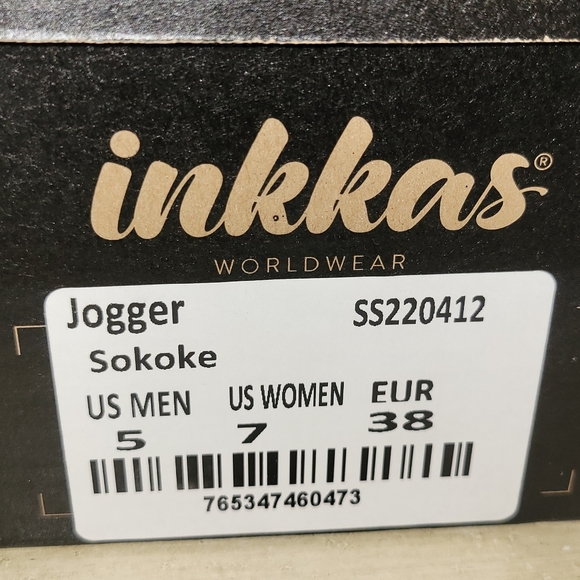 inkkas®
WORLDWEAR
Jogger SS220412
Sokoke
US MEN US WOMEN EUR
5 7 38
765347460473